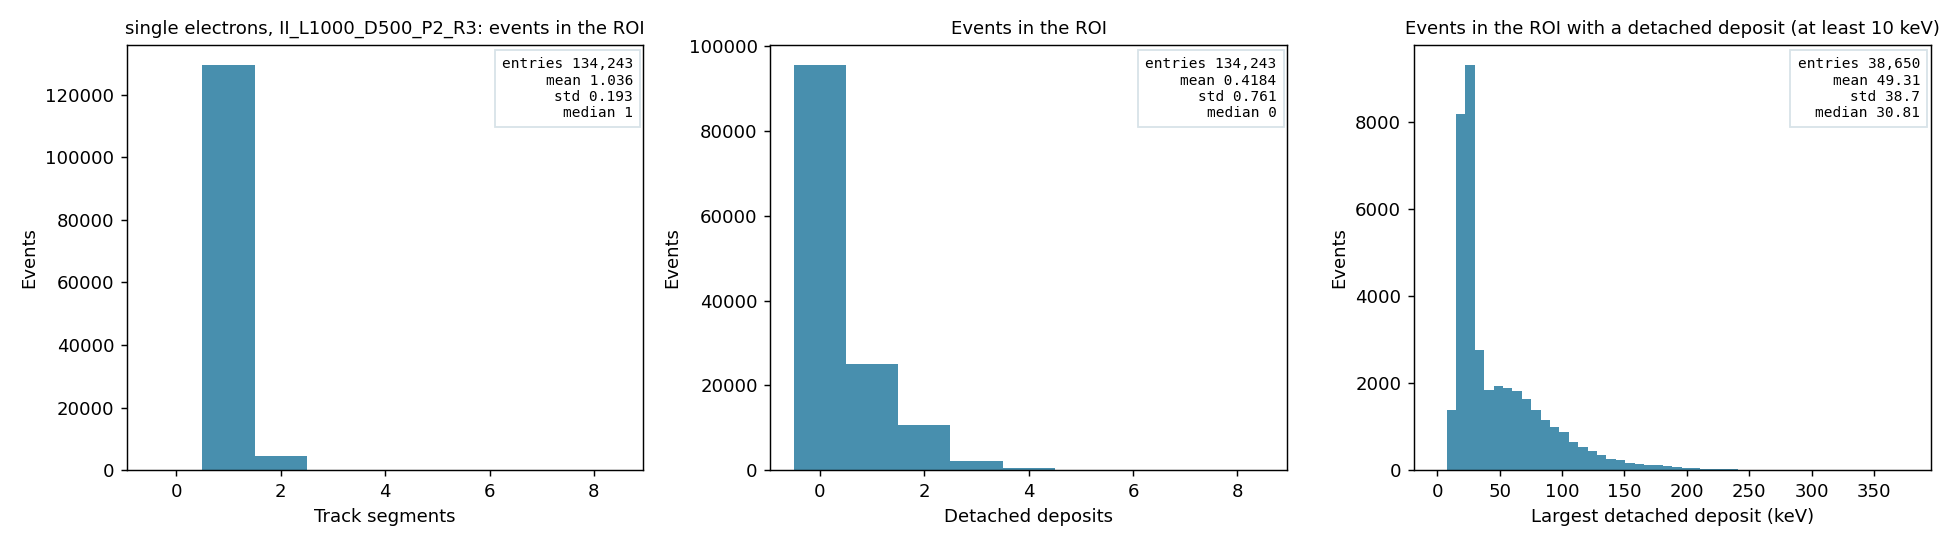 single electrons, II_L1000_D500_P2_R3: events in the ROI
entries 134,243
mean 1.036
std 0.193
median 1
120000
100000
80000
60000
40000
20000
0
Events
0 2 4 6 8
Track segments
Events in the ROI
entries 134,243
mean 0.4184
std 0.761
median 0
100000
80000
60000
40000
20000
0
Events
0 2 4 6 8
Detached deposits
Events in the ROI with a detached deposit (at least 10 keV)
entries 38,650
mean 49.31
std 38.7
median 30.81
8000
6000
4000
2000
0
Events
0 50 100 150 200 250 300 350
Largest detached deposit (keV)